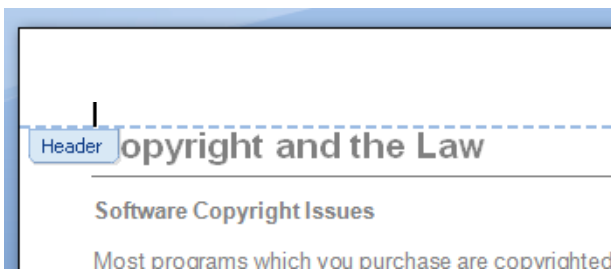 Header opyright and the Law
Software Copyright Issues
Most programs which you purchase are copyrighted